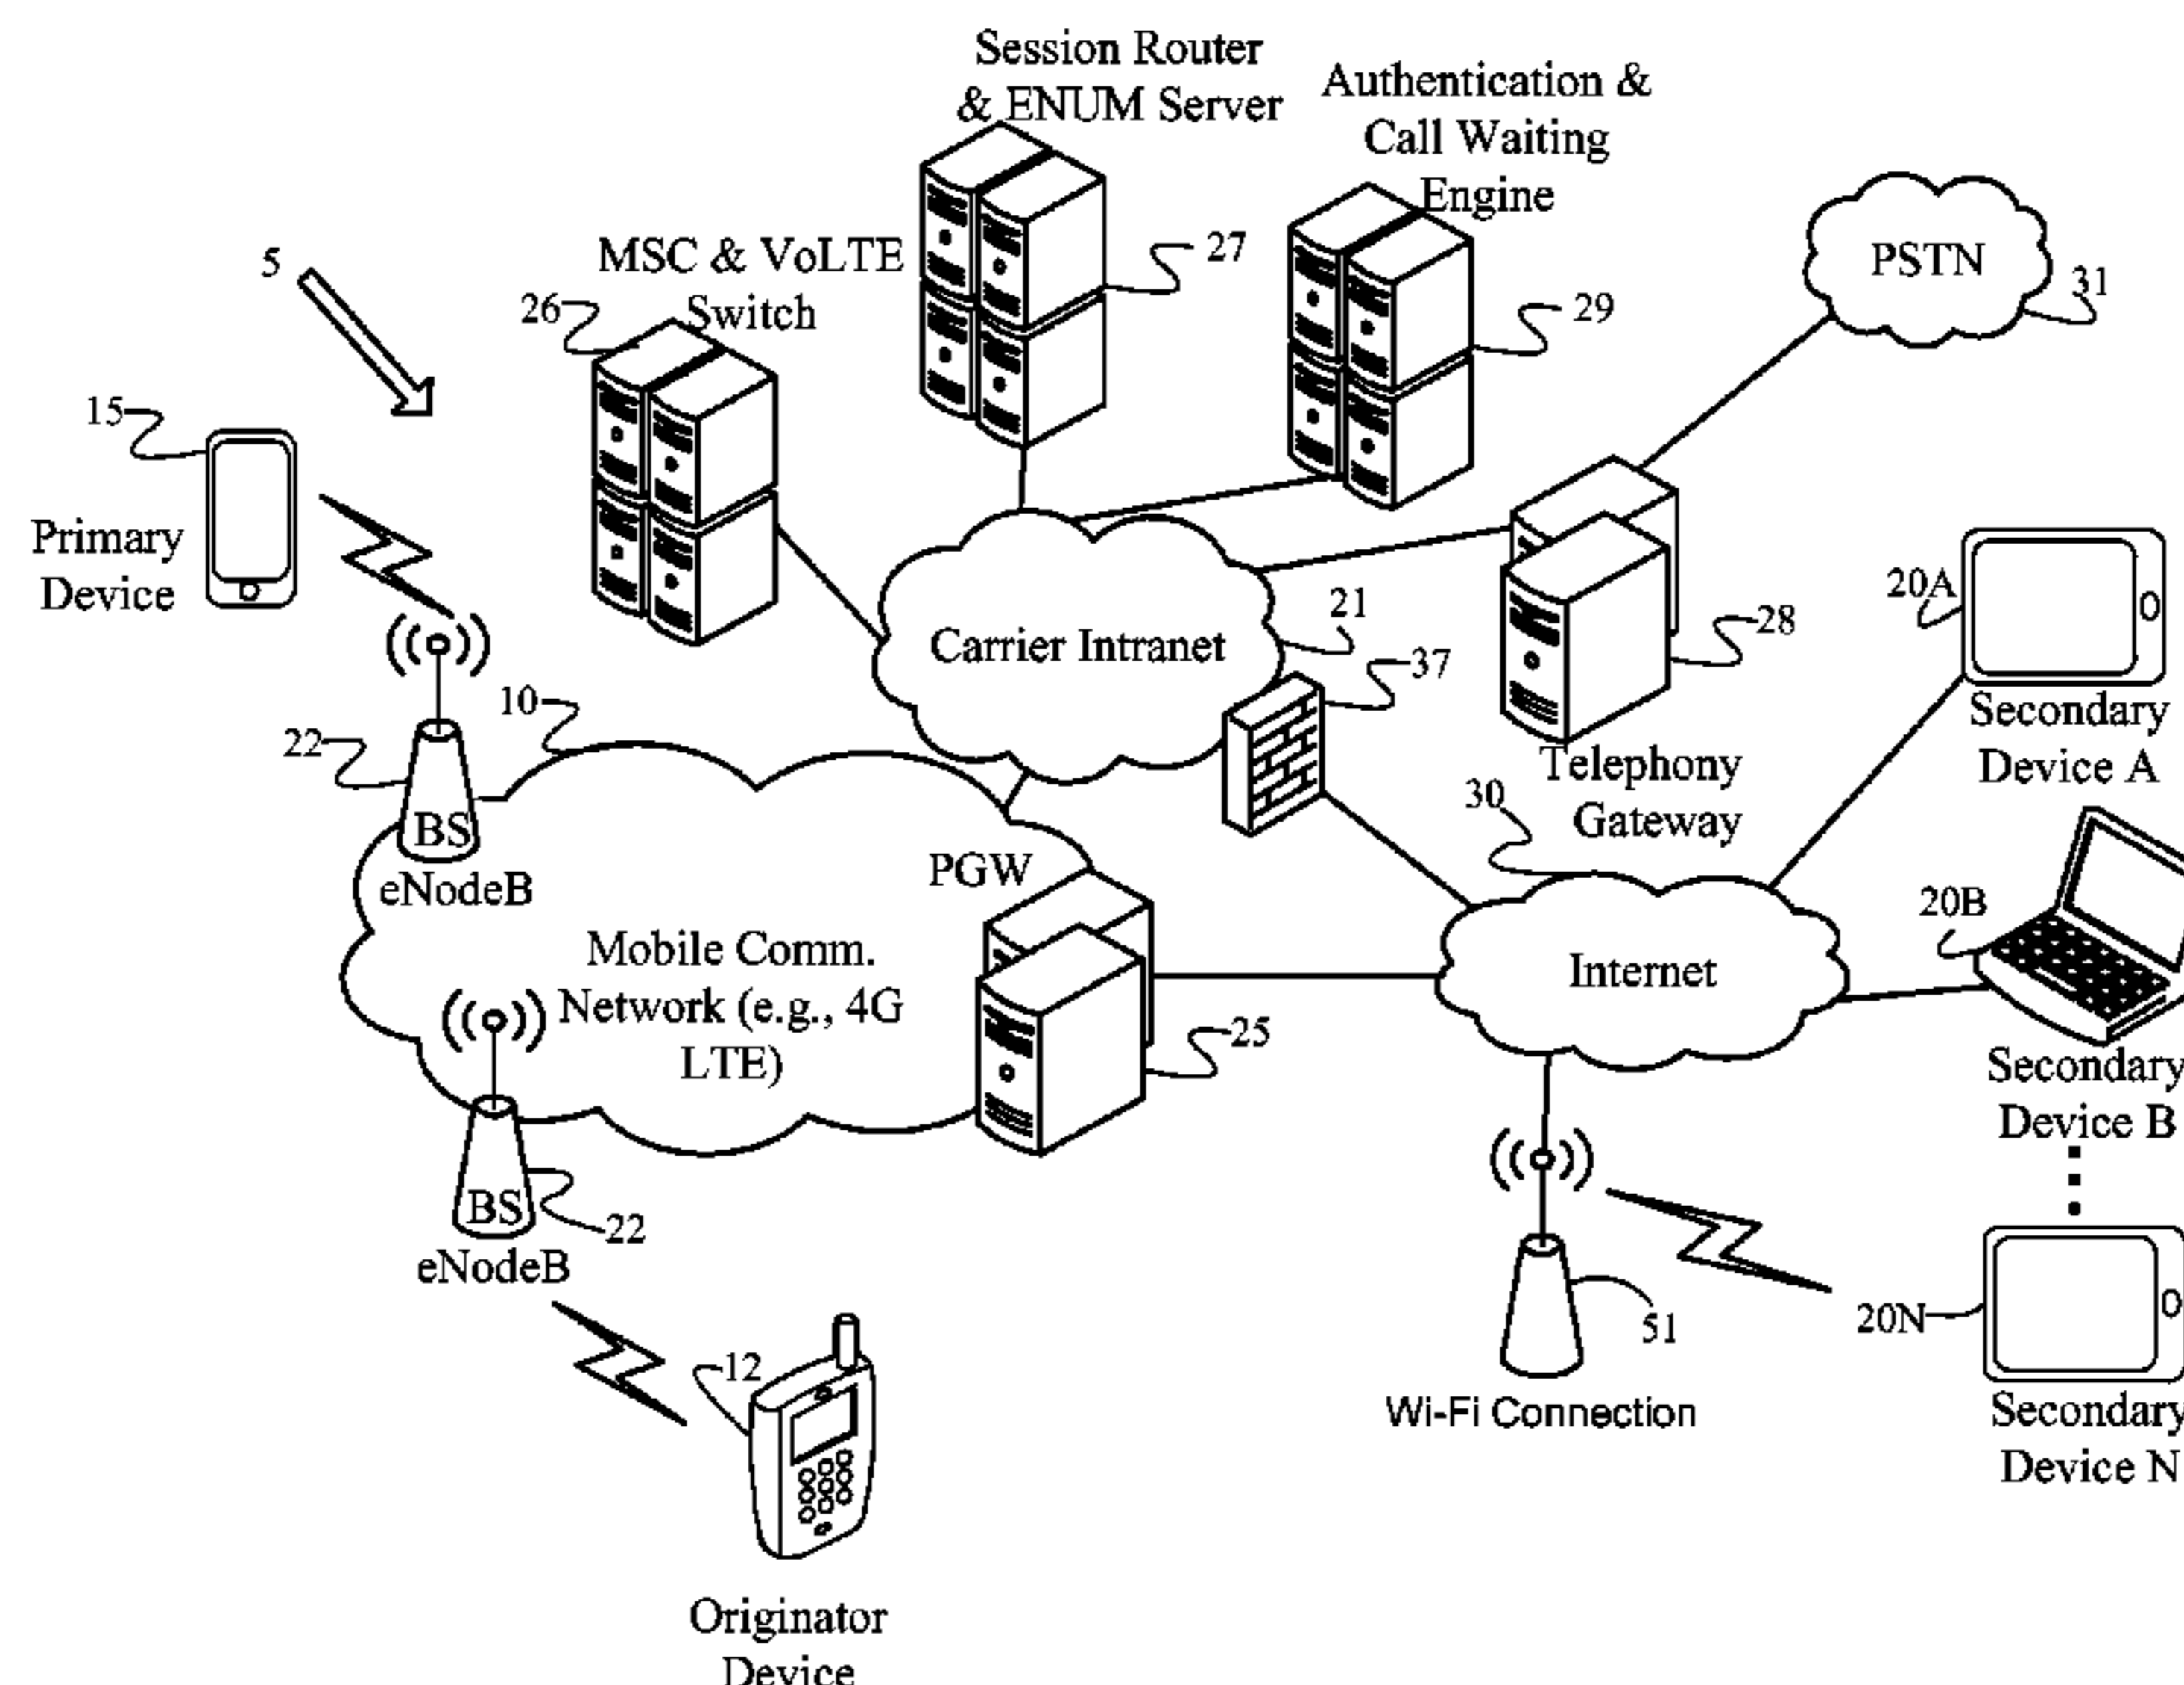 Session Router
& ENUM Server
Authentication &
Call Waiting
Engine
MSC & VoLTE
Switch
PSTN
5
26
27
29
31
15
Primary
Device
Carrier Intranet
21
37
28
20A
Secondary
Device A
Telephony
Gateway
10
22
BS
eNodeB
30
PGW
20B
Mobile Comm.
Network (e.g., 4G
LTE)
Internet
25
Secondary
Device B
BS
22
eNodeB
51
20N
12
Wi-Fi Connection
Secondary
Device N
Originator
Device